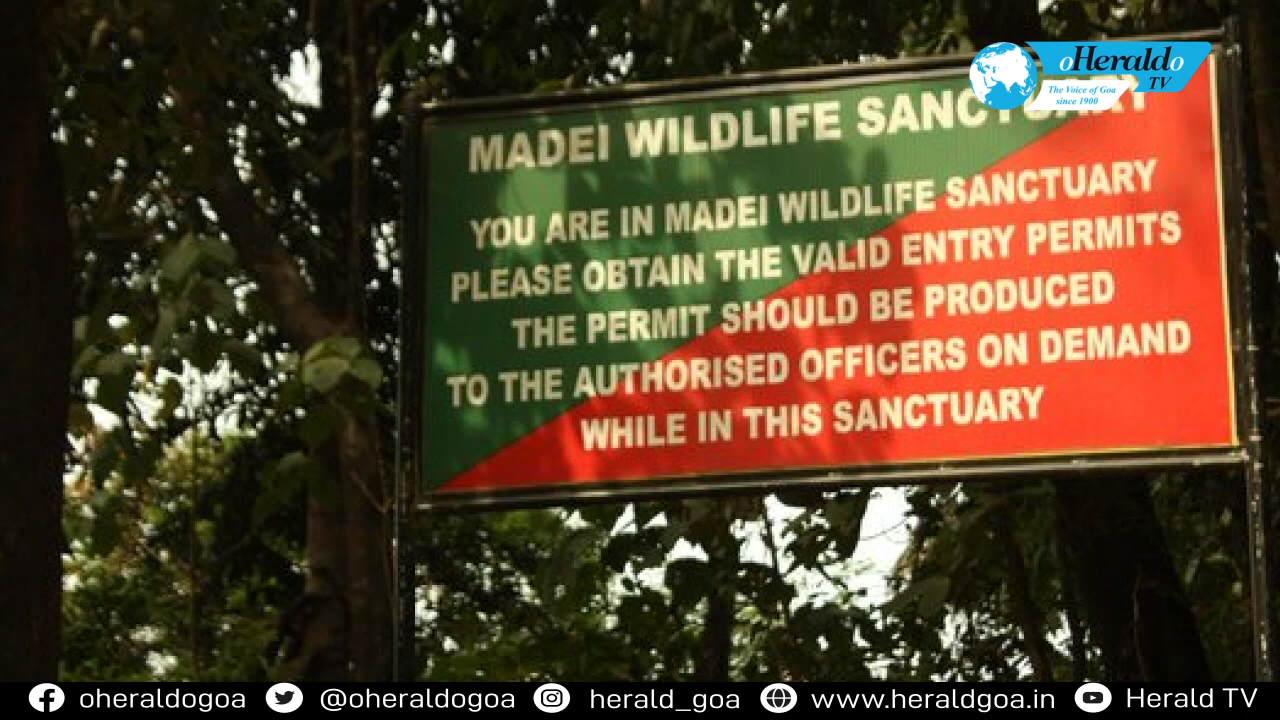 oHeraldo
TV
The Voice of Goa
since 1900
MADEI WILDLIFE SANCTUARY
YOU ARE IN MADEI WILDLIFE SANCTUARY
PLEASE OBTAIN THE VALID ENTRY PERMITS
THE PERMIT SHOULD BE PRODUCED
TO THE AUTHORISED OFFICERS ON DEMAND
WHILE IN THIS SANCTUARY
oheraldogoa @oheraldogoa herald_goa www.heraldgoa.in Herald TV